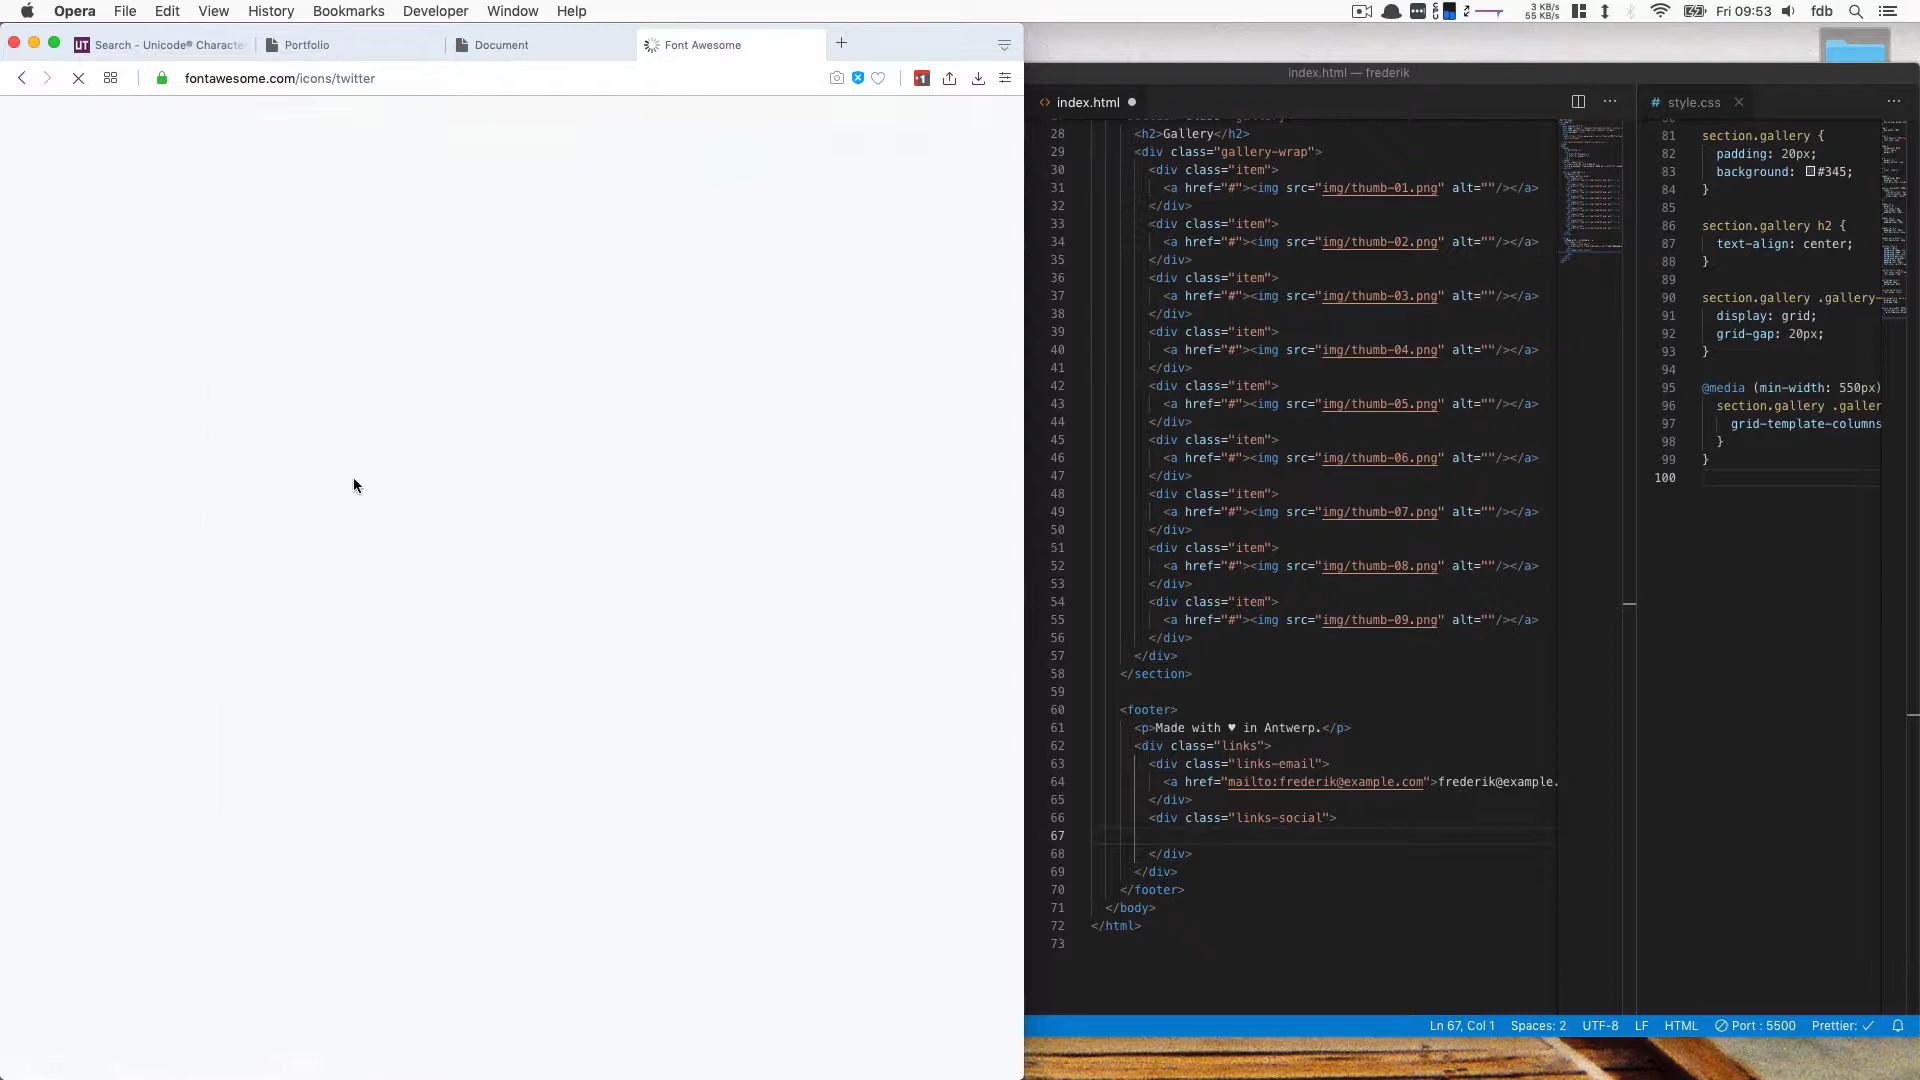 Opera File Edit View History Bookmarks Developer Window Help
3 KB/s
55 KB/s
Fri 09:53 fdb
UT Search - Unicode® Characte
Portfolio
Document
Font Awesome
fontawesome.com/icons/twitter
index.html — frederik
<> index.html
# style.css
28 <h2>Gallery</h2>
29 <div class="gallery-wrap">
30 <div class="item">
31 <a href="#"><img src="img/thumb-01.png" alt=""/></a>
32 </div>
33 <div class="item">
34 <a href="#"><img src="img/thumb-02.png" alt=""/></a>
35 </div>
36 <div class="item">
37 <a href="#"><img src="img/thumb-03.png" alt=""/></a>
38 </div>
39 <div class="item">
40 <a href="#"><img src="img/thumb-04.png" alt=""/></a>
41 </div>
42 <div class="item">
43 <a href="#"><img src="img/thumb-05.png" alt=""/></a>
44 </div>
45 <div class="item">
46 <a href="#"><img src="img/thumb-06.png" alt=""/></a>
47 </div>
48 <div class="item">
49 <a href="#"><img src="img/thumb-07.png" alt=""/></a>
50 </div>
51 <div class="item">
52 <a href="#"><img src="img/thumb-08.png" alt=""/></a>
53 </div>
54 <div class="item">
55 <a href="#"><img src="img/thumb-09.png" alt=""/></a>
56 </div>
57 </div>
58 </section>
59
60 <footer>
61 <p>Made with ♥ in Antwerp.</p>
62 <div class="links">
63 <div class="links-email">
64 <a href="mailto:frederik@example.com">frederik@example.
65 </div>
66 <div class="links-social">
67
68 </div>
69 </div>
70 </footer>
71 </body>
72 </html>
73
81 section.gallery {
82 padding: 20px;
83 background: #345;
84 }
85
86 section.gallery h2 {
87 text-align: center;
88 }
89
90 section.gallery .gallery-
91 display: grid;
92 grid-gap: 20px;
93 }
94
95 @media (min-width: 550px)
96 section.gallery .galler
97 grid-template-columns
98 }
99 }
100
Ln 67, Col 1 Spaces: 2 UTF-8 LF HTML Port : 5500 Prettier: ✓